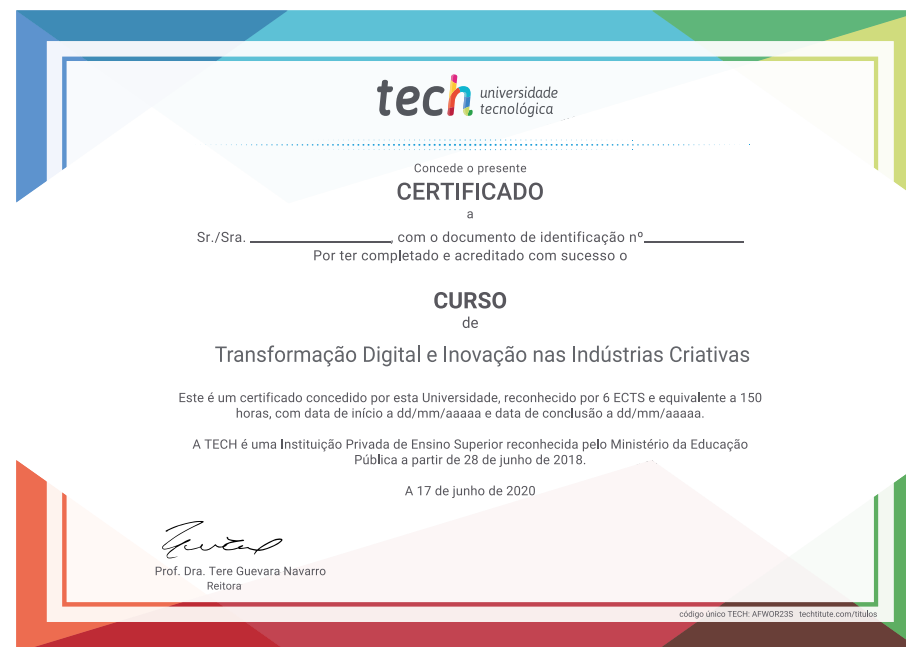 tech universidade
tecnológica
Concede o presente
CERTIFICADO
a
Sr./Sra. ____________________, com o documento de identificação nº______________
Por ter completado e acreditado com sucesso o
CURSO
de
Transformação Digital e Inovação nas Indústrias Criativas
Este é um certificado concedido por esta Universidade, reconhecido por 6 ECTS e equivalente a 150
horas, com data de início a dd/mm/aaaaa e data de conclusão a dd/mm/aaaaa.
A TECH é uma Instituição Privada de Ensino Superior reconhecida pelo Ministério da Educação
Pública a partir de 28 de junho de 2018.
A 17 de junho de 2020
Prof. Dra. Tere Guevara Navarro
Reitora
código único TECH: AFWOR23S techtitute.com/titulos